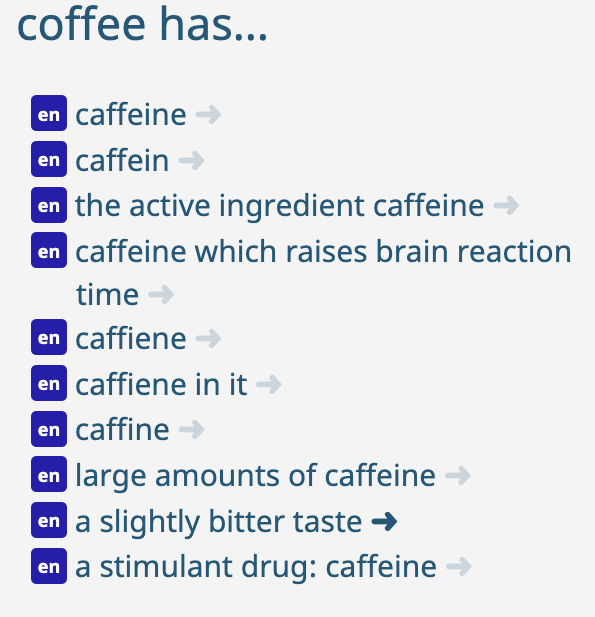 coffee has...
en caffeine ➜
en caffein ➜
en the active ingredient caffeine ➜
en caffeine which raises brain reaction
time ➜
en caffiene ➜
en caffiene in it ➜
en caffine ➜
en large amounts of caffeine ➜
en a slightly bitter taste ➜
en a stimulant drug: caffeine ➜